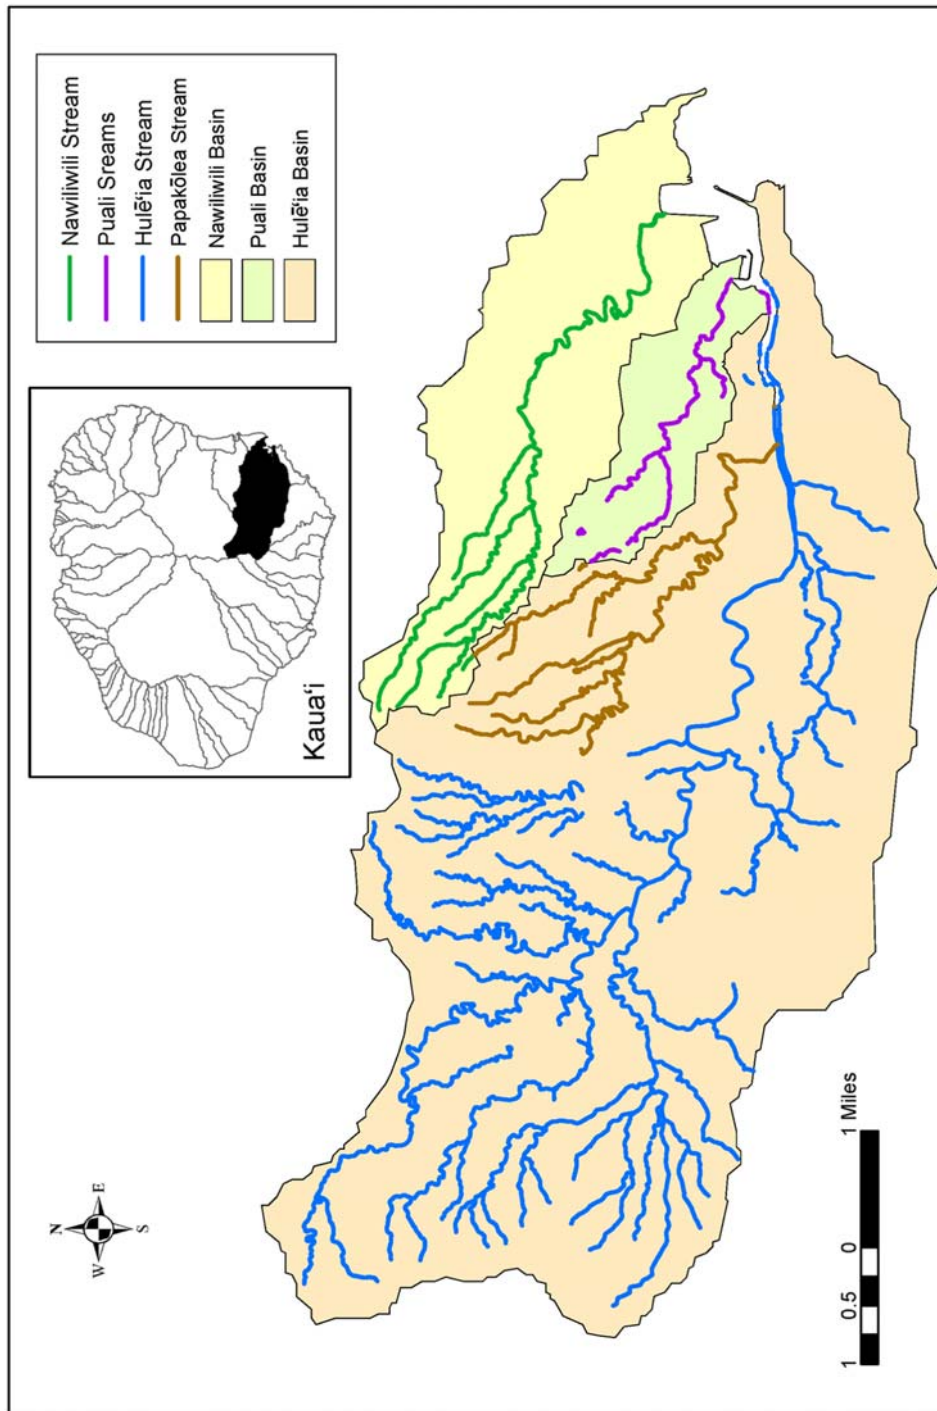 Nawiliwili Stream
Puali Sreams
Hulē‘ia Stream
Papakōlea Stream
Nawiliwili Basin
Puali Basin
Hulē‘ia Basin
Kaua‘i
N
W
E
S
1
0.5
0
1 Miles